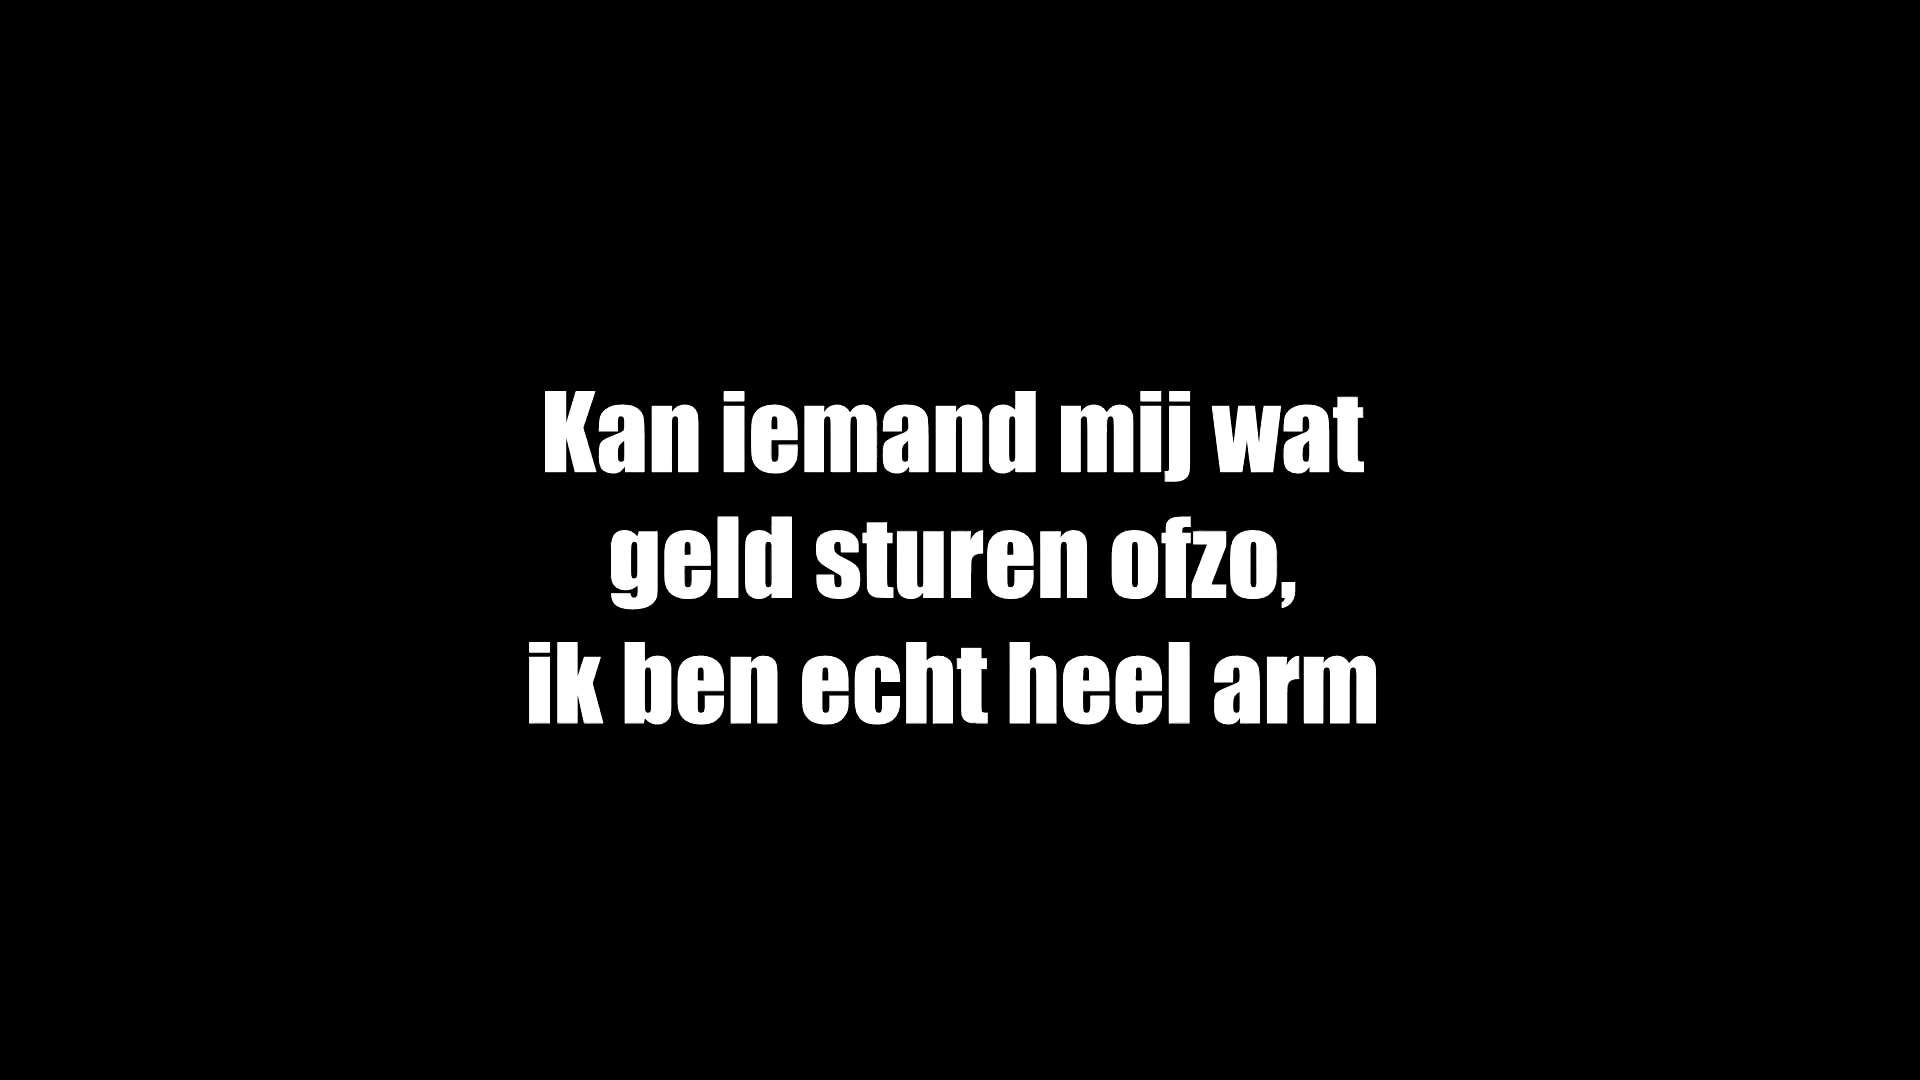 Kan iemand mij wat
geld sturen ofzo,
ik ben echt heel arm